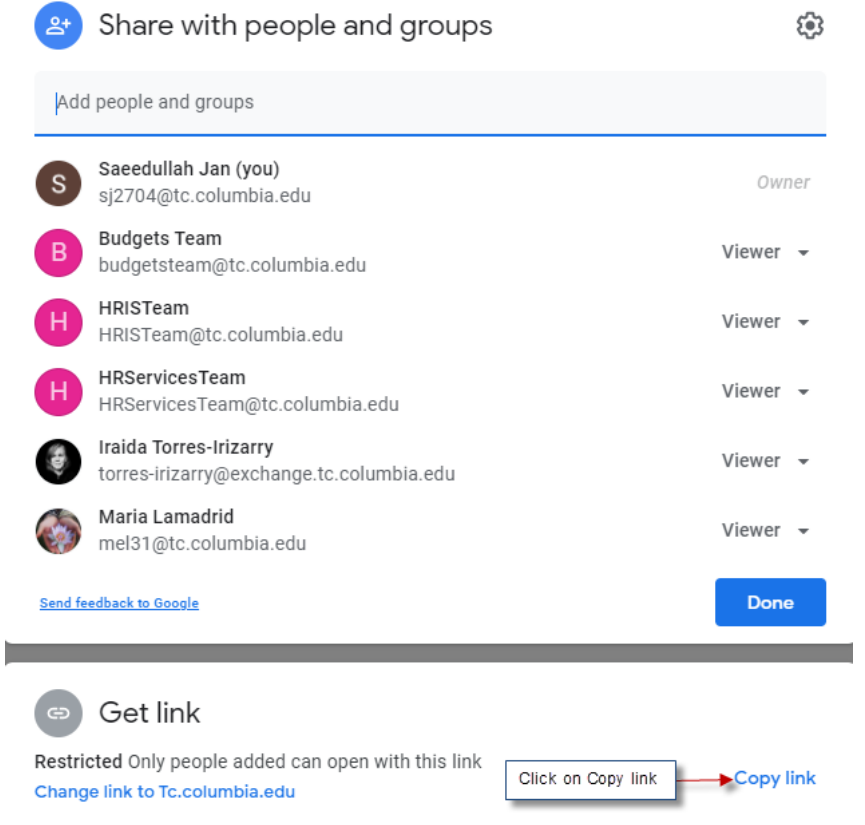 Share with people and groups
Add people and groups
S
Saeedullah Jan (you)
sj2704@tc.columbia.edu
Owner
B
Budgets Team
budgetsteam@tc.columbia.edu
Viewer
H
HRISTeam
HRISTeam@tc.columbia.edu
Viewer
H
HRServicesTeam
HRServicesTeam@tc.columbia.edu
Viewer
Iraida Torres-Irizarry
torres-irizarry@exchange.tc.columbia.edu
Viewer
Maria Lamadrid
mel31@tc.columbia.edu
Viewer
Send feedback to Google
Done
Get link
Restricted Only people added can open with this link
Change link to Tc.columbia.edu
Click on Copy link
Copy link